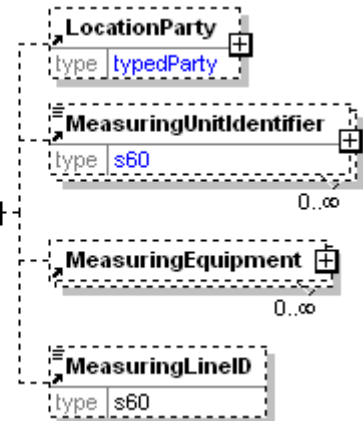 LocationParty
type typedParty
MeasuringUnitIdentifier
type s60
0..∞
MeasuringEquipment
0..∞
MeasuringLineID
type s60